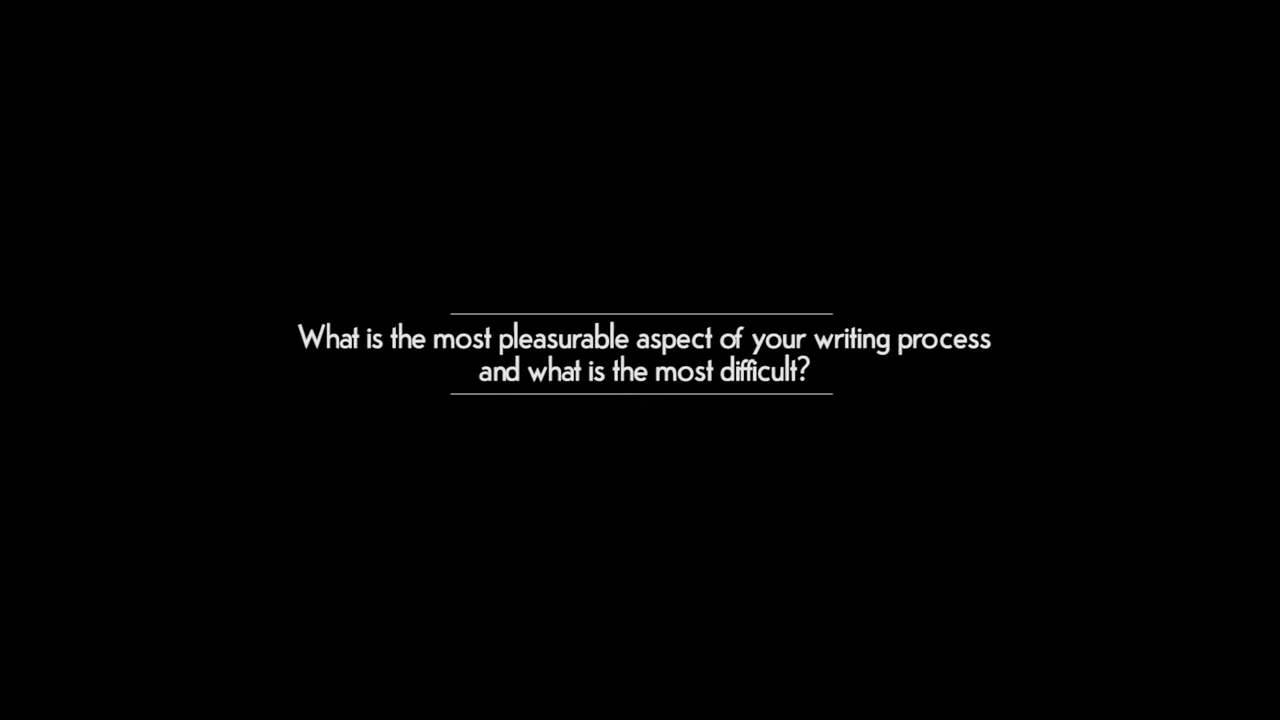 What is the most pleasurable aspect of your writing process
and what is the most difficult?